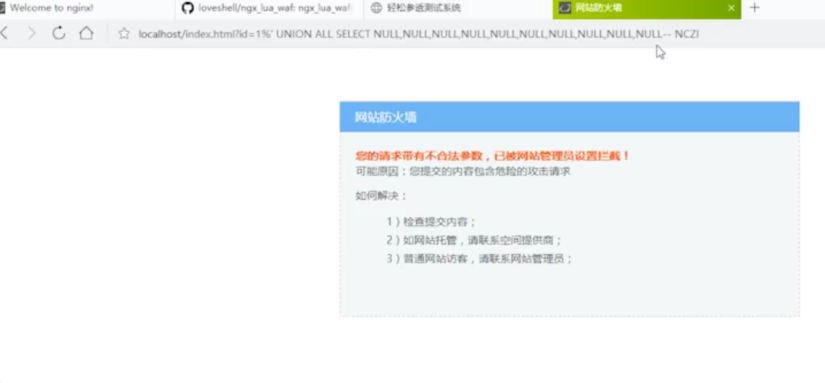 Welcome to nginx!
loveshell/ngx_lua_waf: ngx_lua_waf
轻松参透测试系统
网站防火墙
localhost/index.html?id=1%' UNION ALL SELECT NULL,NULL,NULL,NULL,NULL,NULL,NULL,NULL,NULL,NULL-- NCZI
网站防火墙
您的请求带有不合法参数，已被网站管理员设置拦截！
可能原因：您提交的内容包含危险的攻击请求
如何解决：
1）检查提交内容；
2）如网站托管，请联系空间提供商；
3）普通网站访客，请联系网站管理员；